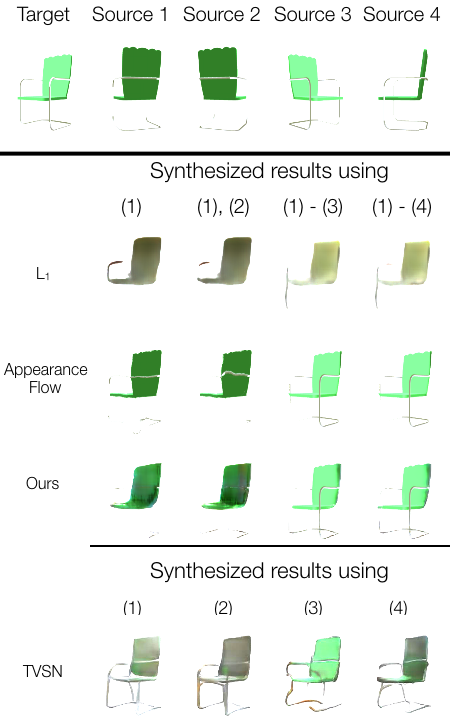 Target Source 1 Source 2 Source 3 Source 4
Synthesized results using
(1) (1), (2) (1) - (3) (1) - (4)
L₁
Appearance
Flow
Ours
Synthesized results using
(1) (2) (3) (4)
TVSN